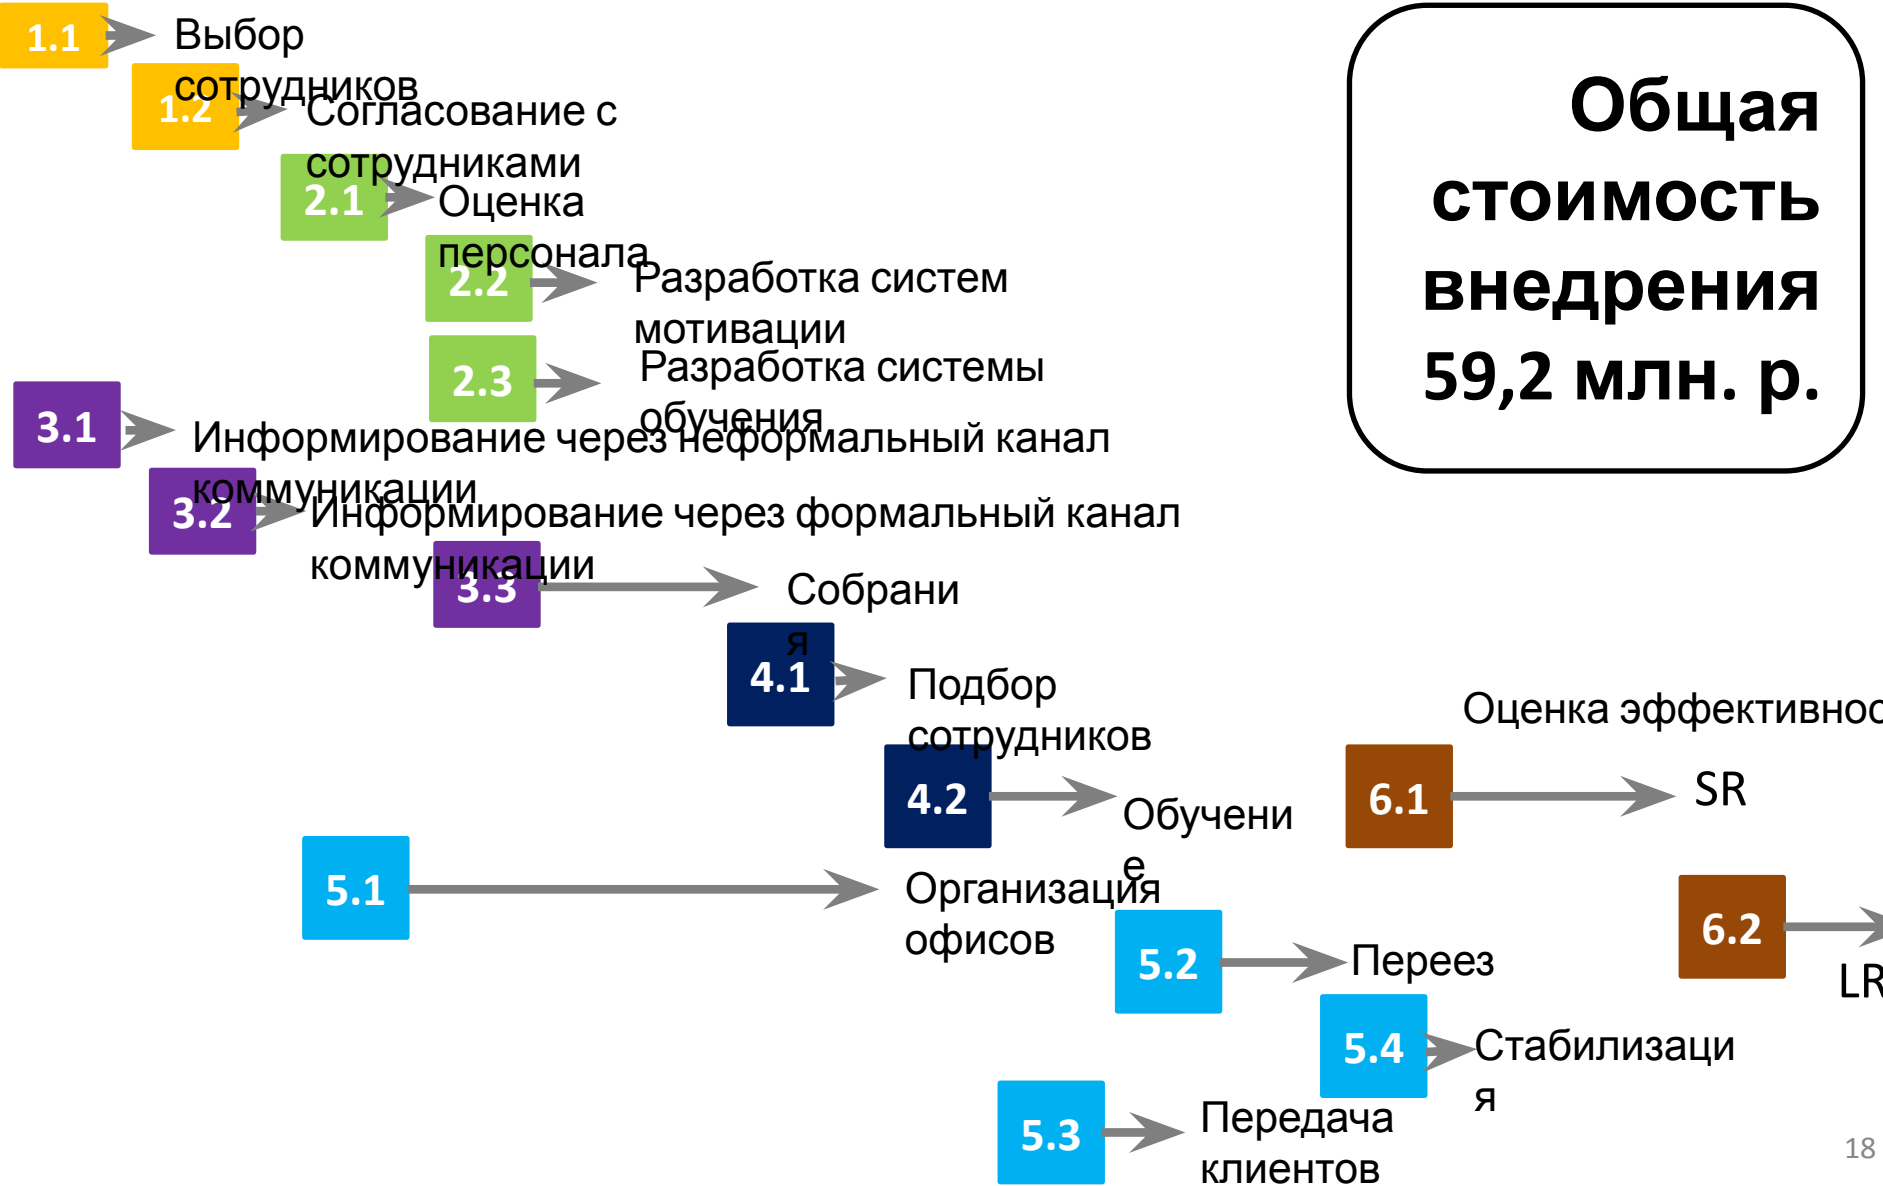 1.1
Выбор
сотрудников
1.2
Согласование с
сотрудниками
2.1
Оценка
персонала
2.2
Разработка систем
мотивации
2.3
Разработка системы
обучения
3.1
Информирование через неформальный канал
коммуникации
3.2
Информирование через формальный канал
коммуникации
3.3
Собрани
я
4.1
Подбор
сотрудников
4.2
Обучени
е
5.1
Организация
офисов
5.2
Переез
5.4
Стабилизаци
я
5.3
Передача
клиентов
Оценка эффективнос
6.1
SR
6.2
LR
Общая
стоимость
внедрения
59,2 млн. р.
18